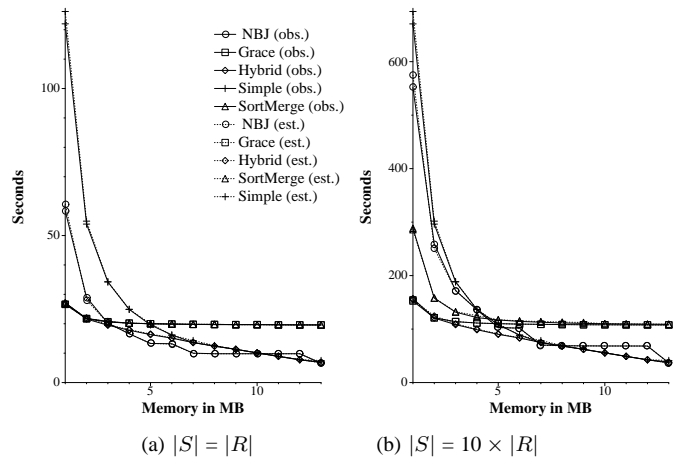 100
50
0
Seconds
5
10
Memory in MB
NBJ (obs.)
Grace (obs.)
Hybrid (obs.)
Simple (obs.)
SortMerge (obs.)
NBJ (est.)
Grace (est.)
Hybrid (est.)
SortMerge (est.)
Simple (est.)
(a) |S| = |R|
600
400
200
0
Seconds
5
10
Memory in MB
(b) |S| = 10 × |R|